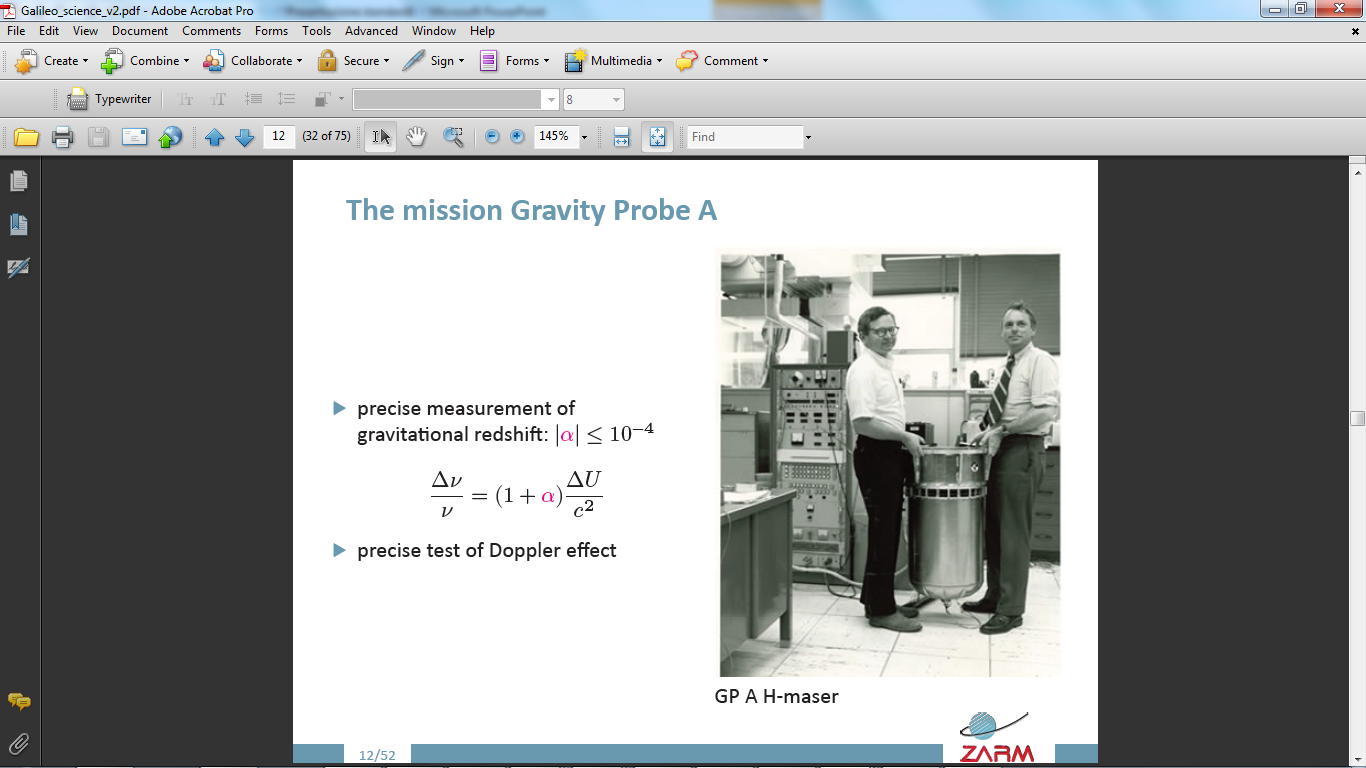 Galileo_science_v2.pdf - Adobe Acrobat Pro
File Edit View Document Comments Forms Tools Advanced Window Help
Create Combine Collaborate Secure Sign Forms Multimedia Comment
Typewriter 8
12 (32 of 75) 145% Find
The mission Gravity Probe A
precise measurement of
gravitational redshift: |α| ≤ 10⁻⁴
Δν/ν = (1 + α) ΔU/c²
precise test of Doppler effect
GP A H-maser
12/52
ZARM